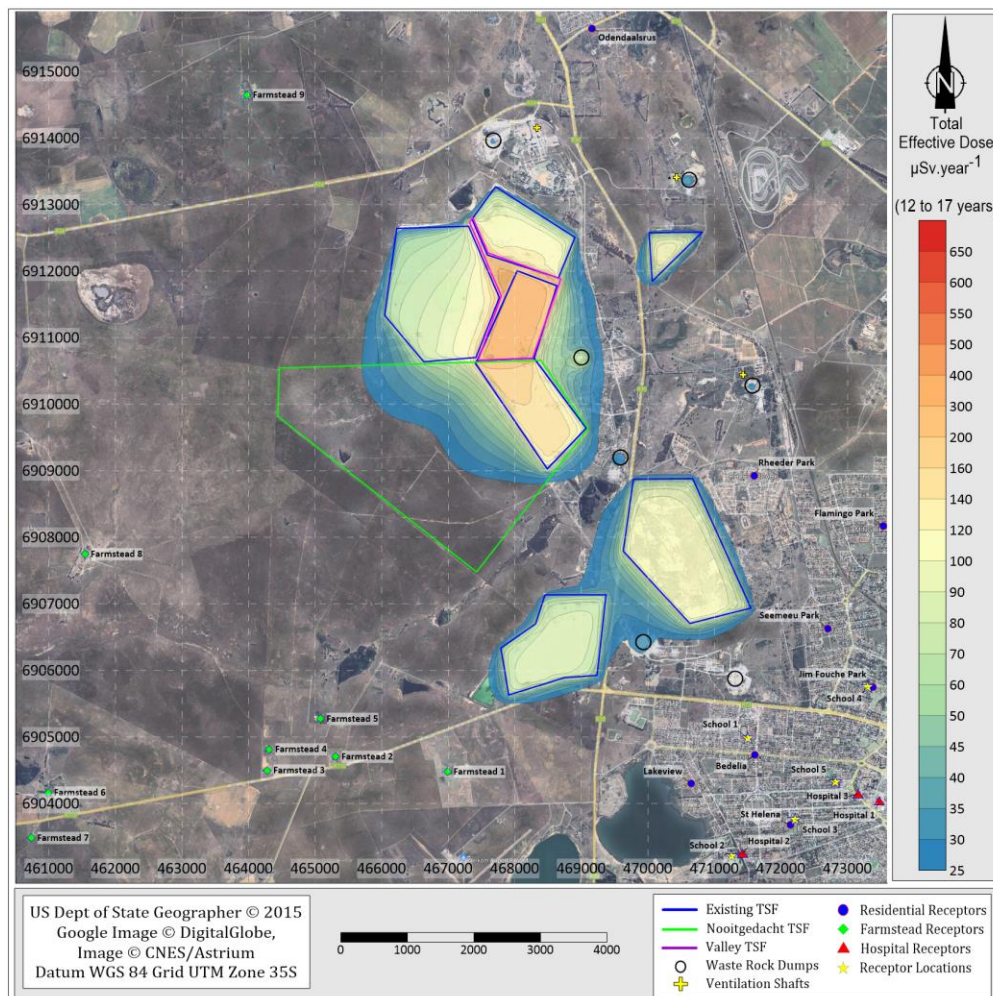 Odendaalsrus
6915000
Farmstead 9
6914000
6913000
6912000
6911000
6910000
6909000
Rheeder Park
Flamingo Park
6908000
Farmstead 8
6907000
Seemeeu Park
6906000
Jim Fouche Park
School 4
Farmstead 5
6905000
School 1
Farmstead 4
Farmstead 2
Bedelia
Farmstead 3
Farmstead 1
Lakeview
School 5
6904000
Farmstead 6
Hospital 3
Hospital 1
St Helena
School 3
Farmstead 7
Hospital 2
School 2
461000 462000 463000 464000 465000 466000 467000 468000 469000 470000 471000 472000 473000
N
Total
Effective Dose
µSv.year-1
(12 to 17 years)
650
600
550
500
400
300
200
160
140
120
100
90
80
70
60
50
45
40
35
30
25
US Dept of State Geographer © 2015
Google Image © DigitalGlobe,
Image © CNES/Astrium
Datum WGS 84 Grid UTM Zone 35S
0 1000 2000 3000 4000
Existing TSF
Nooitgedacht TSF
Valley TSF
Waste Rock Dumps
Ventilation Shafts
Residential Receptors
Farmstead Receptors
Hospital Receptors
Receptor Locations